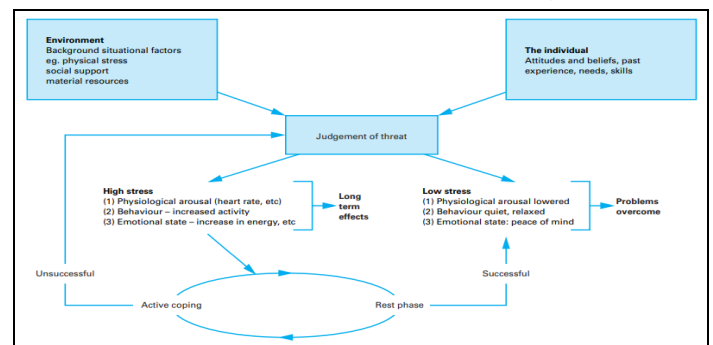 Environment
Background situational factors
eg. physical stress
social support
material resources
The individual
Attitudes and beliefs, past
experience, needs, skills
Judgement of threat
High stress
(1) Physiological arousal (heart rate, etc)
(2) Behaviour – increased activity
(3) Emotional state – increase in energy, etc
Long
term
effects
Low stress
(1) Physiological arousal lowered
(2) Behaviour quiet, relaxed
(3) Emotional state: peace of mind
Problems
overcome
Unsuccessful
Successful
Active coping
Rest phase